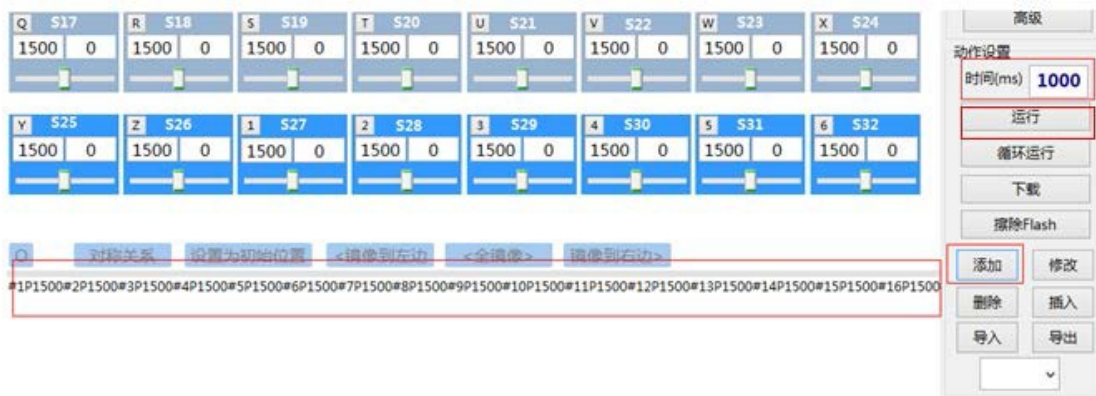 Q S17 R S18 S S19 T S20 U S21 V S22 W S23 X S24
1500 0 1500 0 1500 0 1500 0 1500 0 1500 0 1500 0 1500 0
Y S25 Z S26 1 S27 2 S28 3 S29 4 S30 5 S31 6 S32
1500 0 1500 0 1500 0 1500 0 1500 0 1500 0 1500 0 1500 0
Q 对称关系 设置为初始位置 <镜像到左边 <全镜像> 镜像到右边>
#1P1500#2P1500#3P1500#4P1500#5P1500#6P1500#7P1500#8P1500#9P1500#10P1500#11P1500#12P1500#13P1500#14P1500#15P1500#16P1500
高级
动作设置
时间(ms) 1000
运行
循环运行
下载
擦除Flash
添加 修改
删除 插入
导入 导出